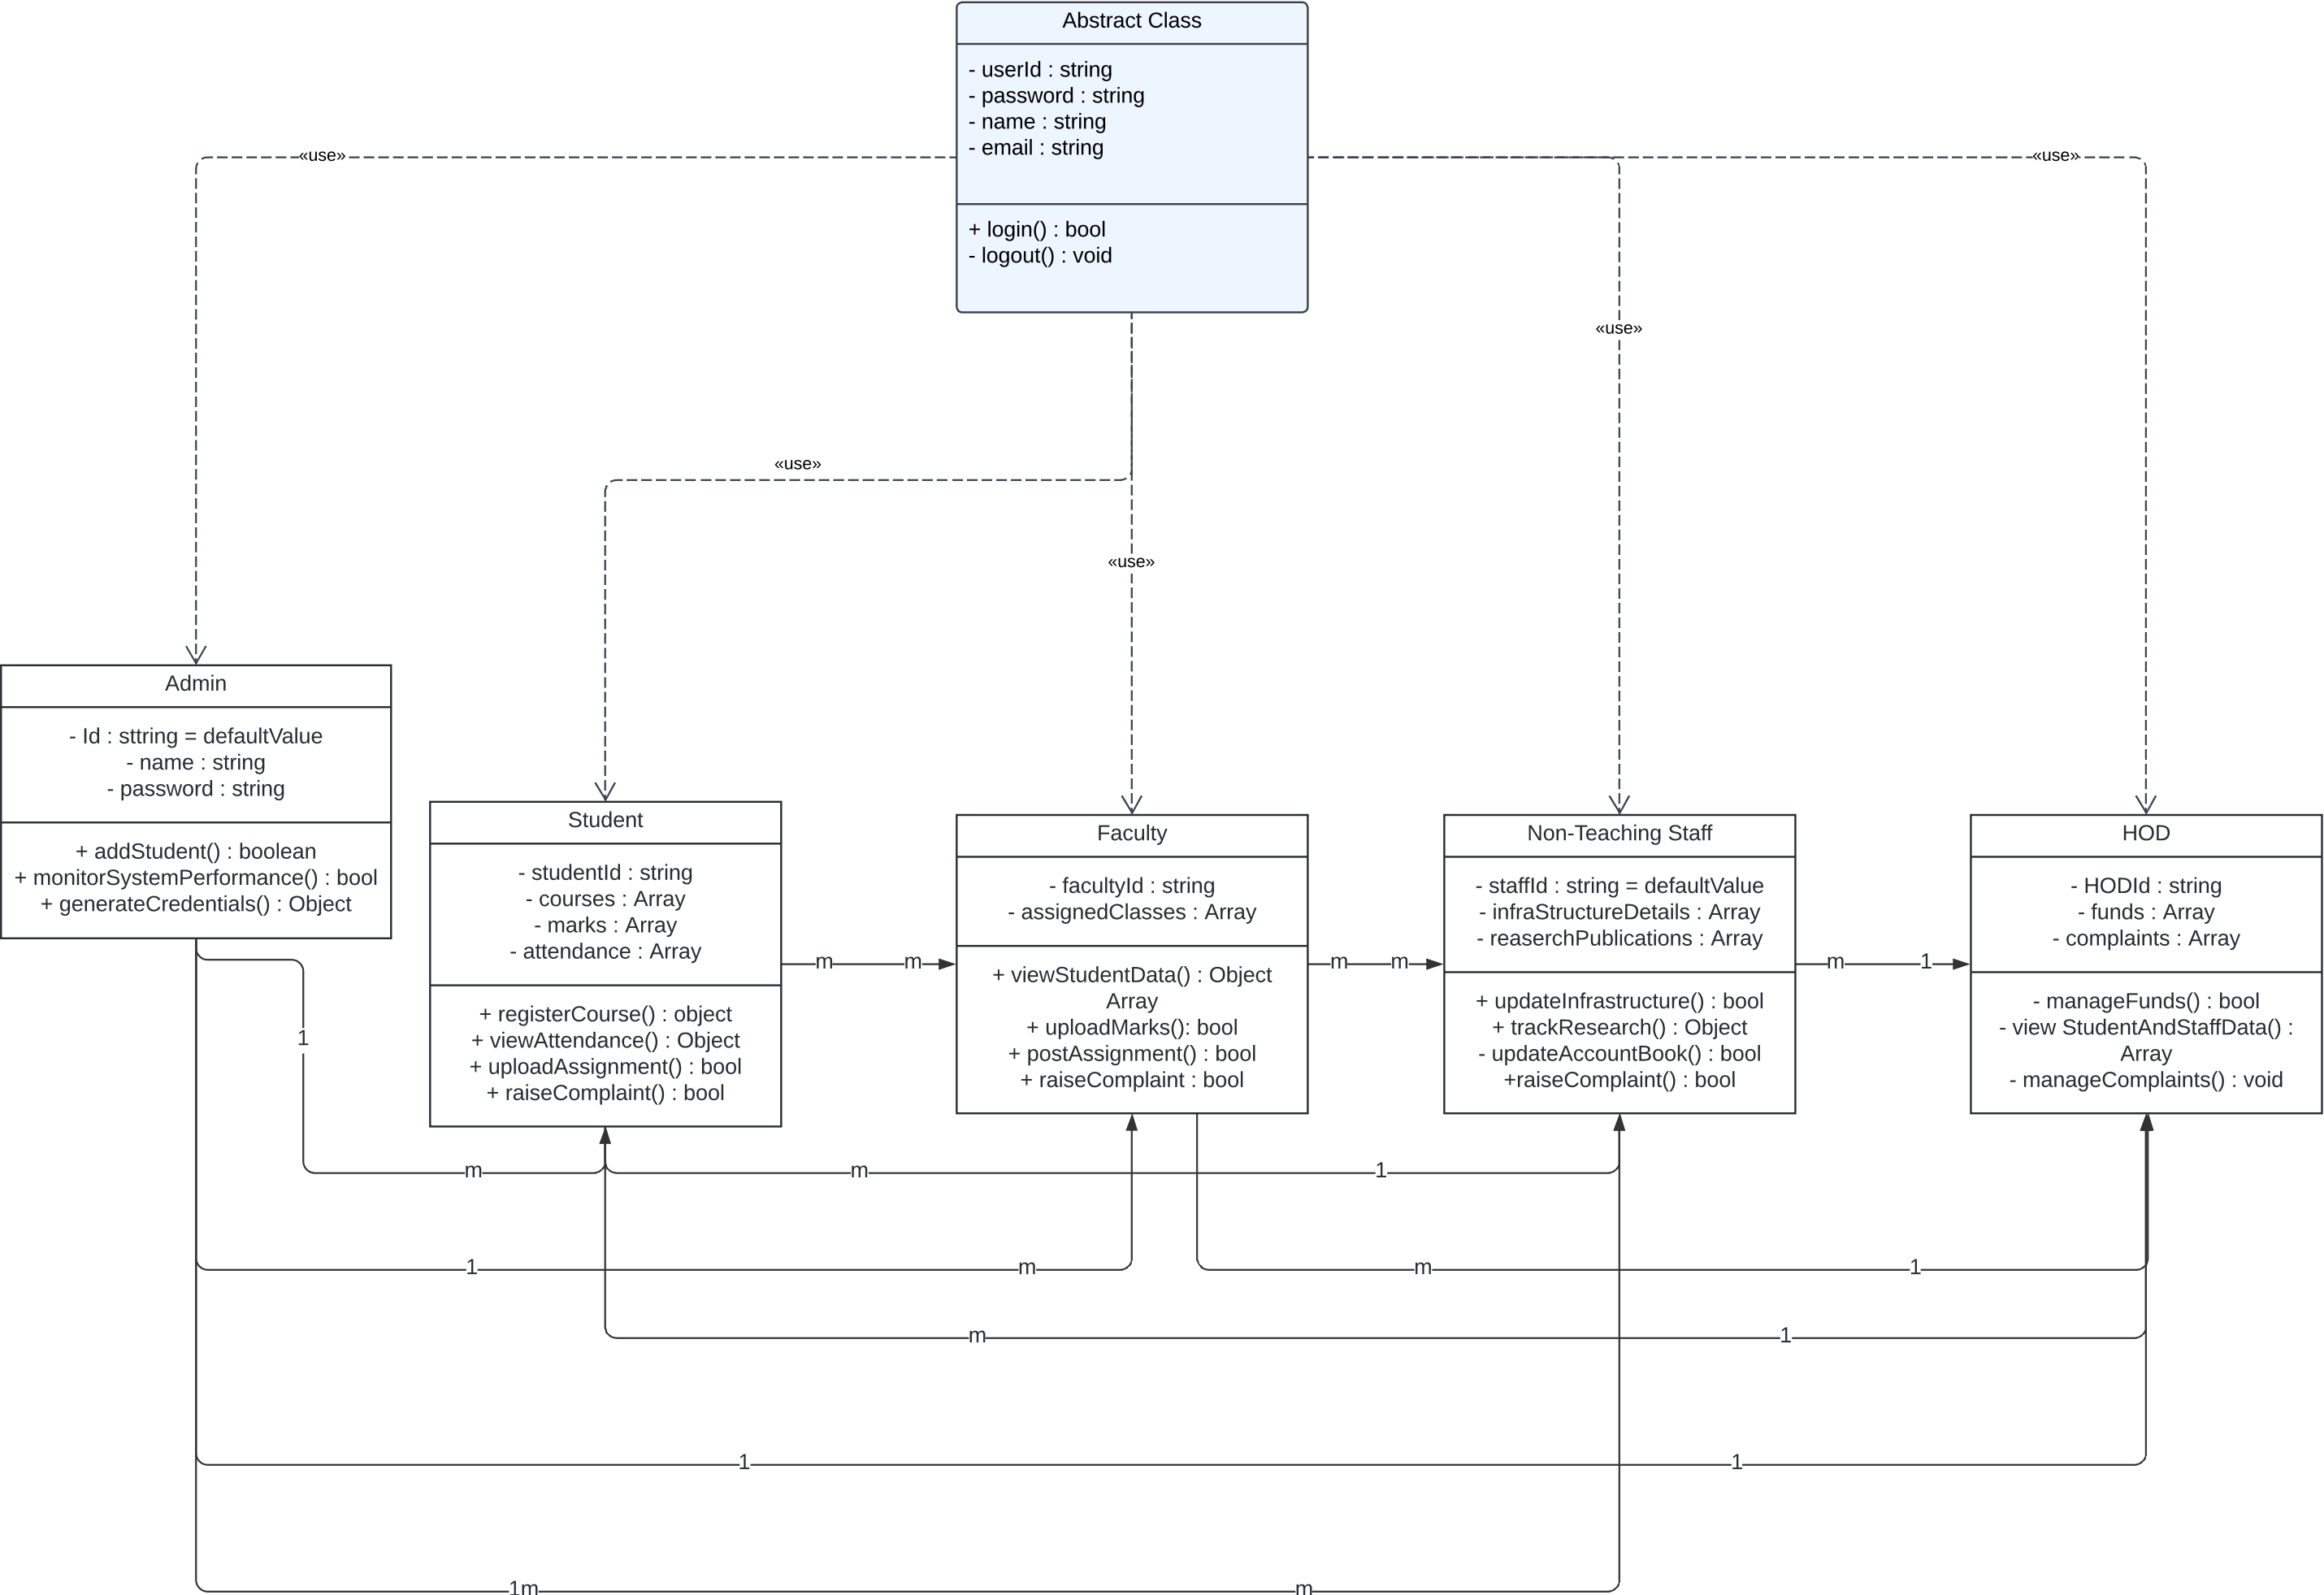 Abstract Class
- userId : string
- password : string
- name : string
- email : string
+ login() : bool
- logout() : void
«use»
«use»
«use»
«use»
«use»
Admin
- Id : sttring = defaultValue
- name : string
- password : string
+ addStudent() : boolean
+ monitorSystemPerformance() : bool
+ generateCredentials() : Object
Student
- studentId : string
- courses : Array
- marks : Array
- attendance : Array
+ registerCourse() : object
+ viewAttendance() : Object
+ uploadAssignment() : bool
+ raiseComplaint() : bool
m m
Faculty
- facultyId : string
- assignedClasses : Array
+ viewStudentData() : Object
Array
+ uploadMarks(): bool
+ postAssignment() : bool
+ raiseComplaint : bool
m m
Non-Teaching Staff
- staffId : string = defaultValue
- infraStructureDetails : Array
- reaserchPublications : Array
+ updateInfrastructure() : bool
+ trackResearch() : Object
- updateAccountBook() : bool
+raiseComplaint() : bool
m 1
HOD
- HODId : string
- funds : Array
- complaints : Array
- manageFunds() : bool
- view StudentAndStaffData() :
Array
- manageComplaints() : void
1
m m 1
1 m m 1
m 1
1 1
1m m